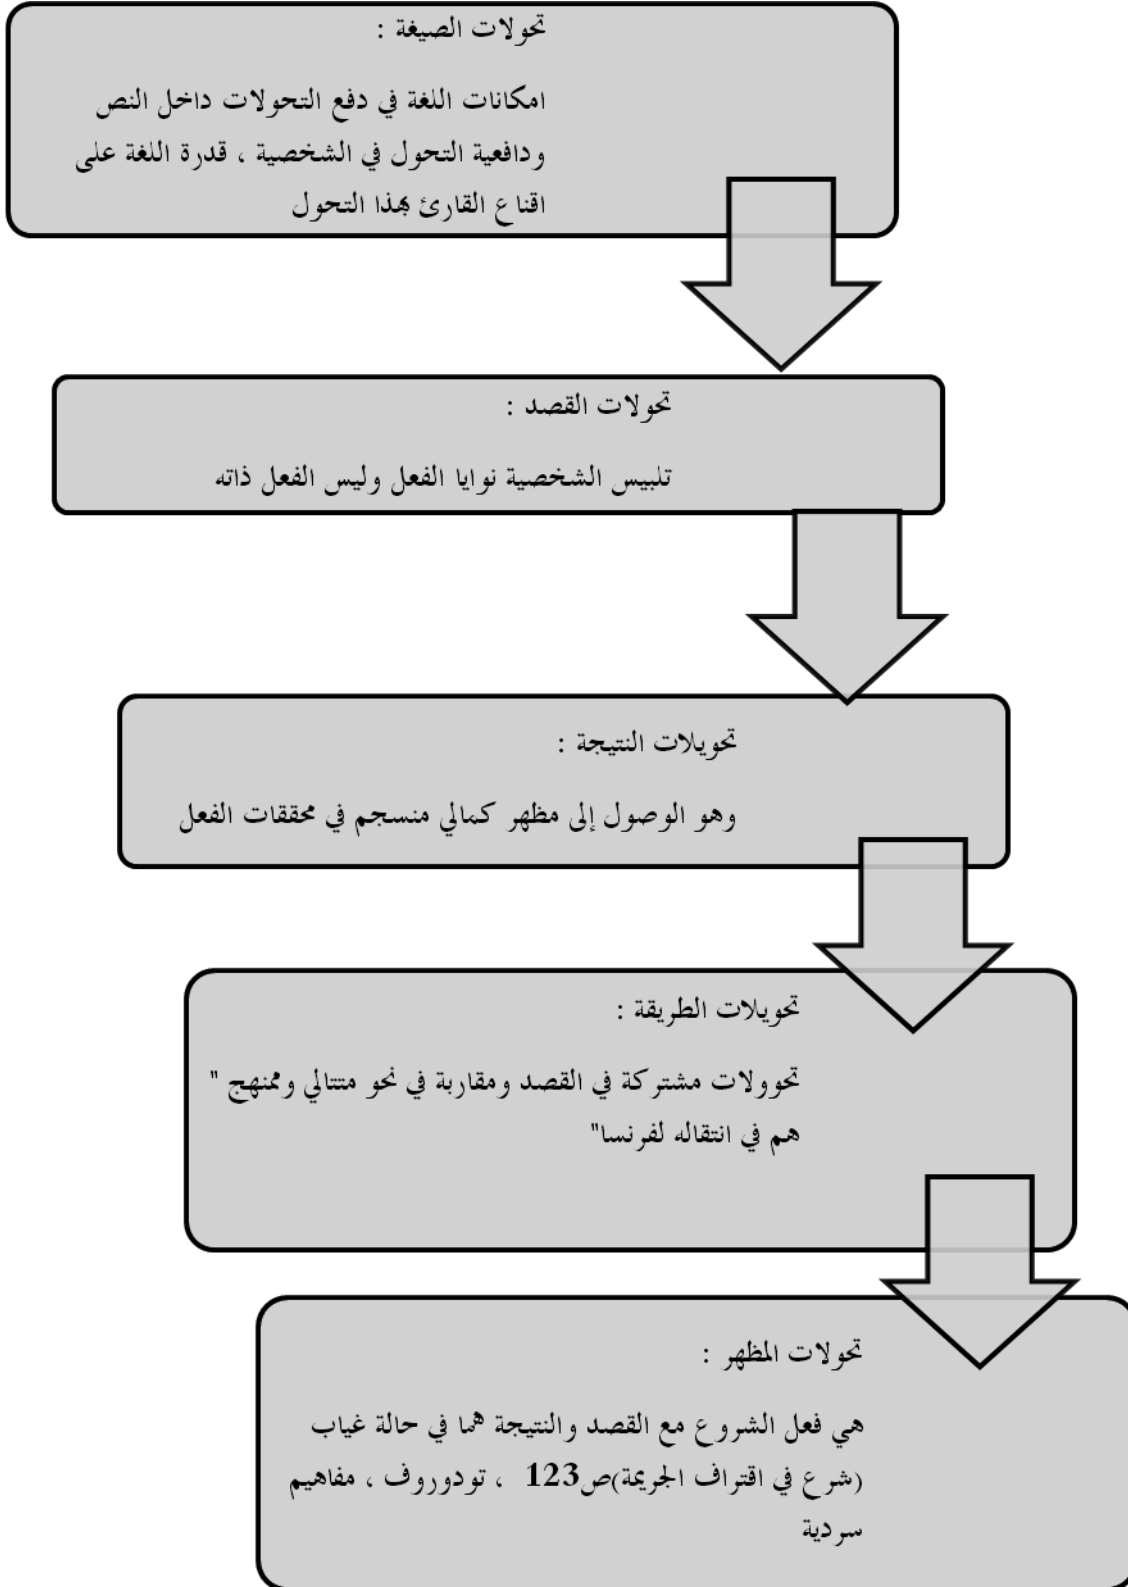 تحولات الصيغة :
امكانات اللغة في دفع التحولات داخل النص
ودافعية التحول في الشخصية ، قدرة اللغة على
اقناع القارئ بهذا التحول
تحولات القصد :
تلبيس الشخصية نوايا الفعل وليس الفعل ذاته
تحويلات النتيجة :
وهو الوصول إلى مظهر كمالي منسجم في محققات الفعل
تحويلات الطريقة :
تحوولات مشتركة في القصد ومقاربة في نحو متتالي وممنهج "
هم في انتقاله لفرنسا"
تحولات المظهر :
هي فعل الشروع مع القصد والنتيجة هما في حالة غياب
(شرع في اقتراف الجريمة)ص123 ، تودوروف ، مفاهيم
سردية